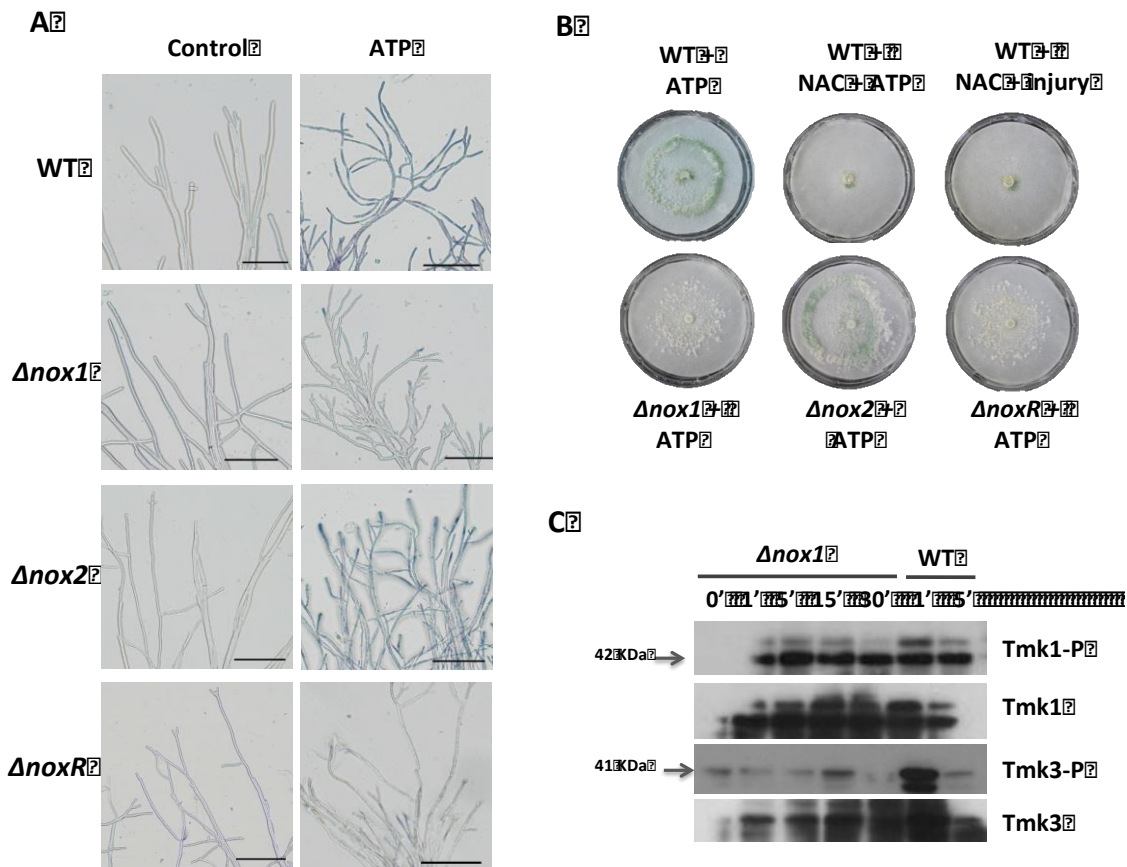 A
Control ATP
WT
Δnox1
Δnox2
ΔnoxR
B
WT + ATP
WT + NAC + ATP
WT + NAC + injury
Δnox1 + ATP
Δnox2 + ATP
ΔnoxR + ATP
C
Δnox1 WT
0’ 1’ 5’ 15’ 30’ 1’ 5’
42 KDa
Tmk1-P
Tmk1
41 KDa
Tmk3-P
Tmk3